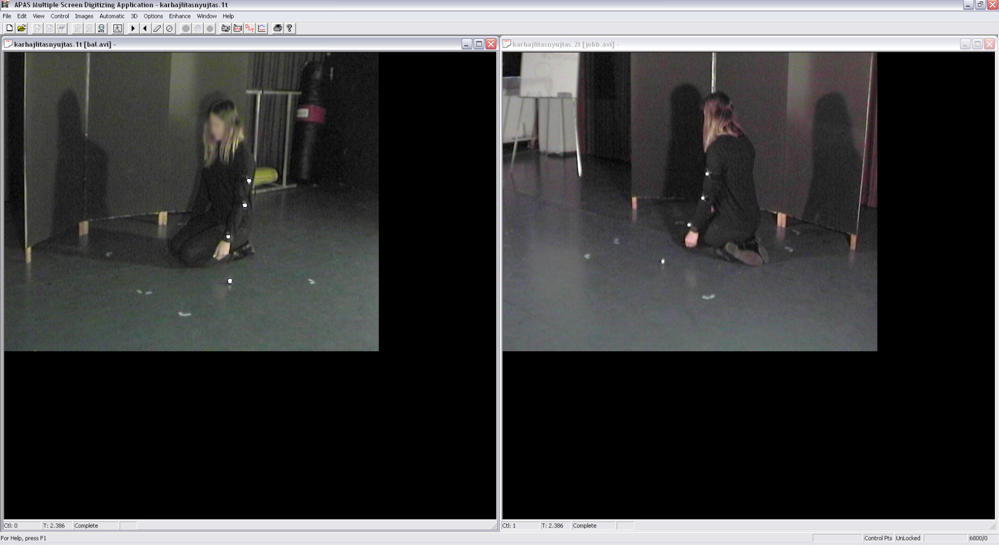 APAS Multiple Screen Digitizing Application - karhajlitasnyujtas.1t
File Edit View Control Images Automatic 3D Options Enhance Window Help
karhajlitasnyujtas.1t [bal.avi] -
karhajlitasnyujtas.2t [jobb.avi] -
Ctl: 0 T: 2.386 Complete
Ctl: 1 T: 2.386 Complete
For Help, press F1
Control Pts UnLocked 6800/0